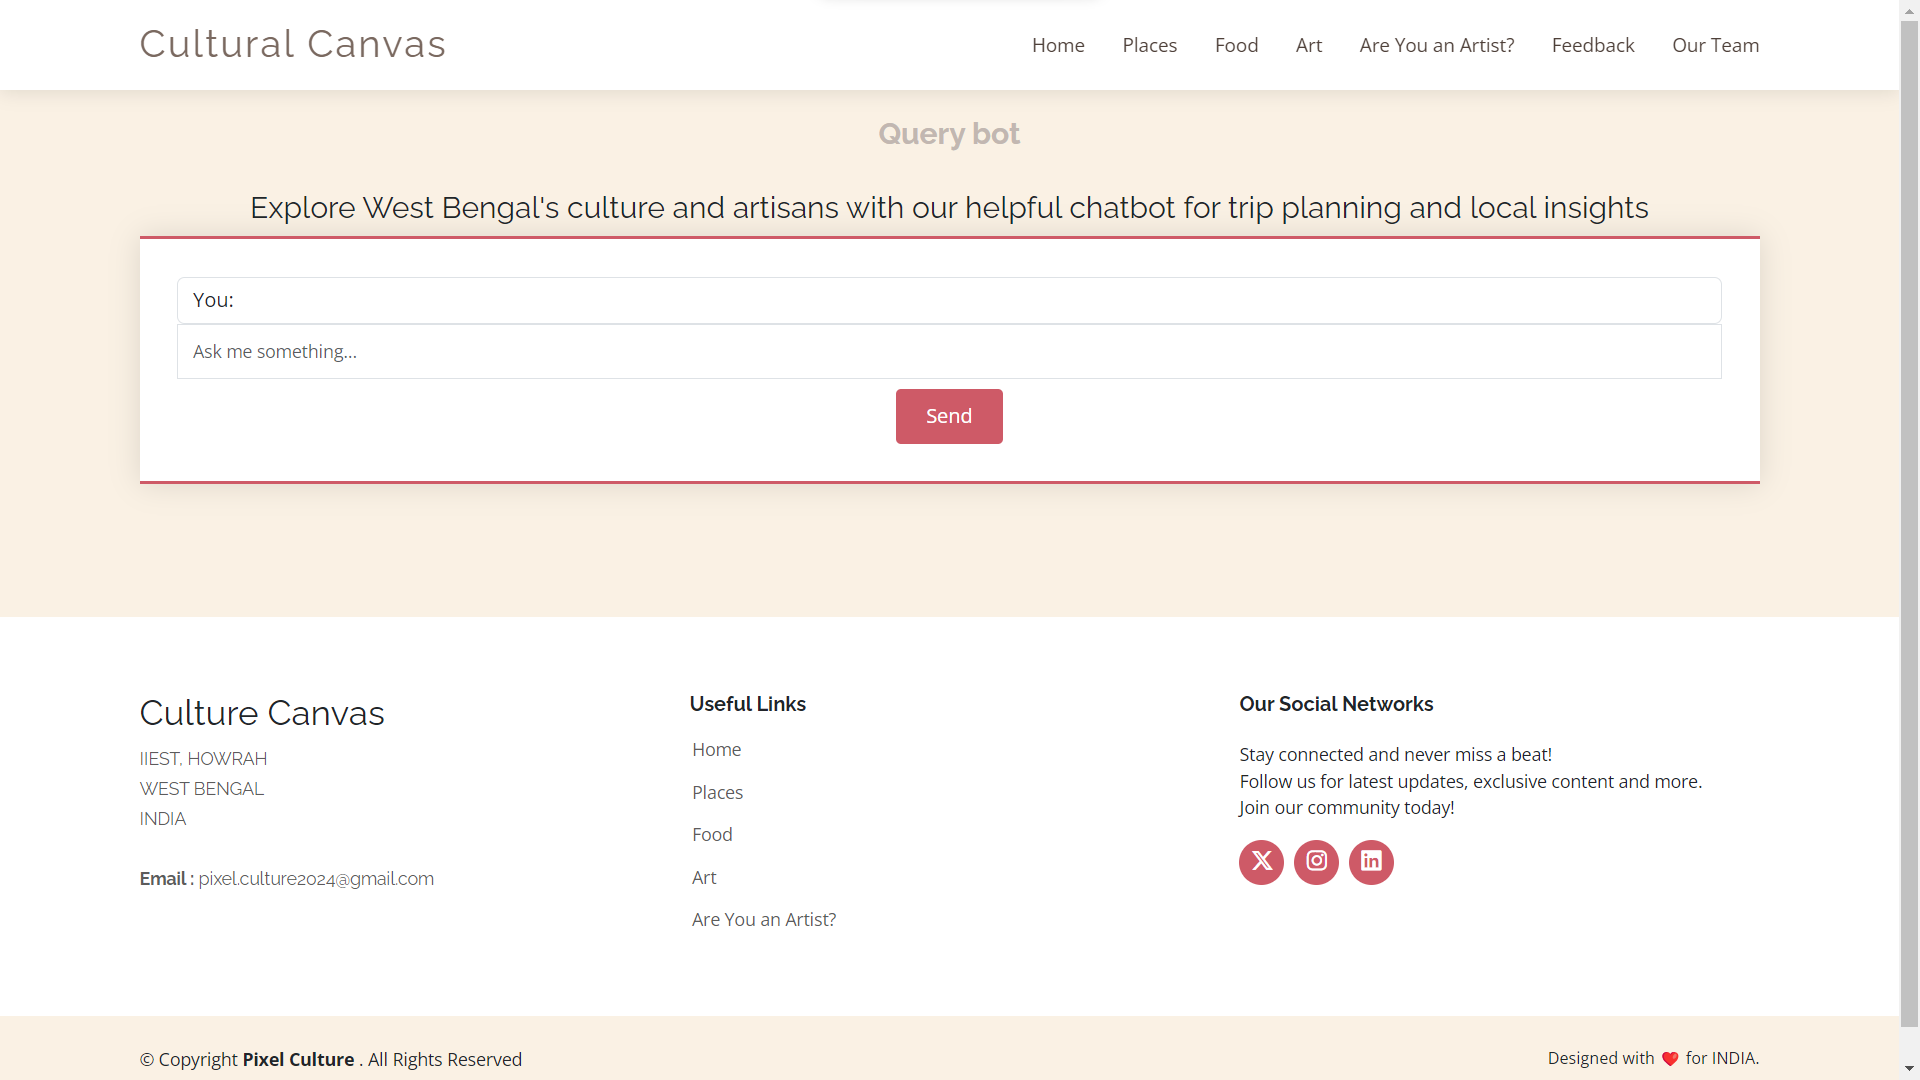 Cultural Canvas
Home Places Food Art Are You an Artist? Feedback Our Team
Query bot
Explore West Bengal's culture and artisans with our helpful chatbot for trip planning and local insights
You:
Ask me something...
Send
Culture Canvas
IIEST, HOWRAH
WEST BENGAL
INDIA
Email : pixel.culture2024@gmail.com
Useful Links
Home
Places
Food
Art
Are You an Artist?
Our Social Networks
Stay connected and never miss a beat!
Follow us for latest updates, exclusive content and more.
Join our community today!
© Copyright Pixel Culture . All Rights Reserved
Designed with ❤️ for INDIA.